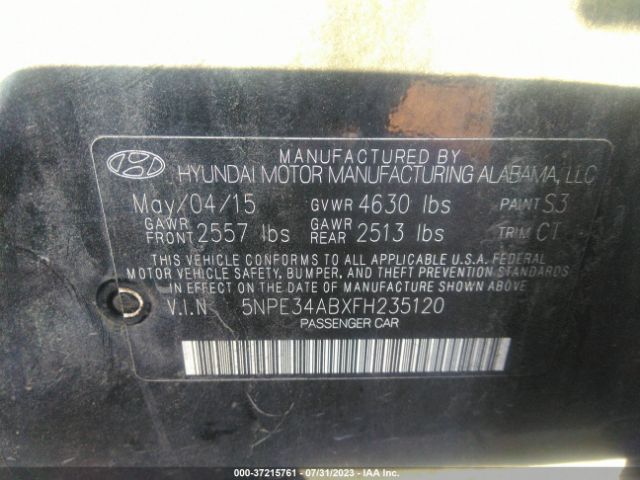 MANUFACTURED BY
HYUNDAI MOTOR MANUFACTURING ALABAMA, LLC
May/04/15 GVWR 4630 lbs PAINT S3
GAWR FRONT 2557 lbs GAWR REAR 2513 lbs TRIM CT
THIS VEHICLE CONFORMS TO ALL APPLICABLE U.S.A. FEDERAL
MOTOR VEHICLE SAFETY, BUMPER, AND THEFT PREVENTION STANDARDS
IN EFFECT ON THE DATE OF MANUFACTURE SHOWN ABOVE.
V.I.N 5NPE34ABXFH235120
PASSENGER CAR
000-37215761 - 07/31/2023 - IAA Inc.